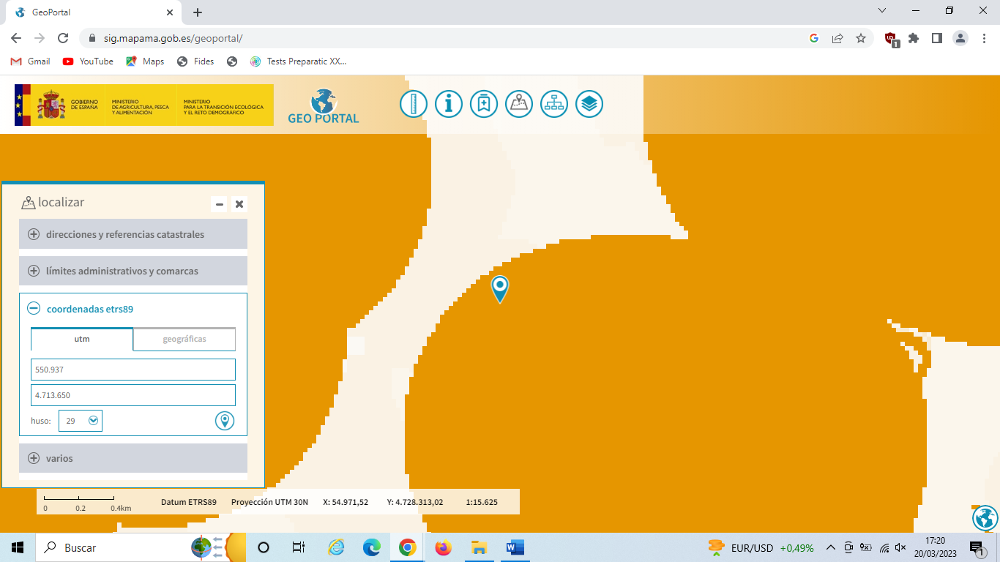 GeoPortal
sig.mapama.gob.es/geoportal/
1
Gmail
YouTube
Maps
Fides
Tests Preparatic XX...
GOBIERNO
DE ESPAÑA
MINISTERIO
DE AGRICULTURA, PESCA
Y ALIMENTACIÓN
MINISTERIO
PARA LA TRANSICIÓN ECOLÓGICA
Y EL RETO DEMOGRÁFICO
GEO PORTAL
localizar
direcciones y referencias catastrales
límites administrativos y comarcas
coordenadas etrs89
utm
geográficas
550.937
4.713.650
huso:
29
varios
0 0.2 0.4km
Datum ETRS89 Proyección UTM 30N X: 54.971,52 Y: 4.728.313,02 1:15.625
Buscar
EUR/USD +0,49%
17:20
20/03/2023
1